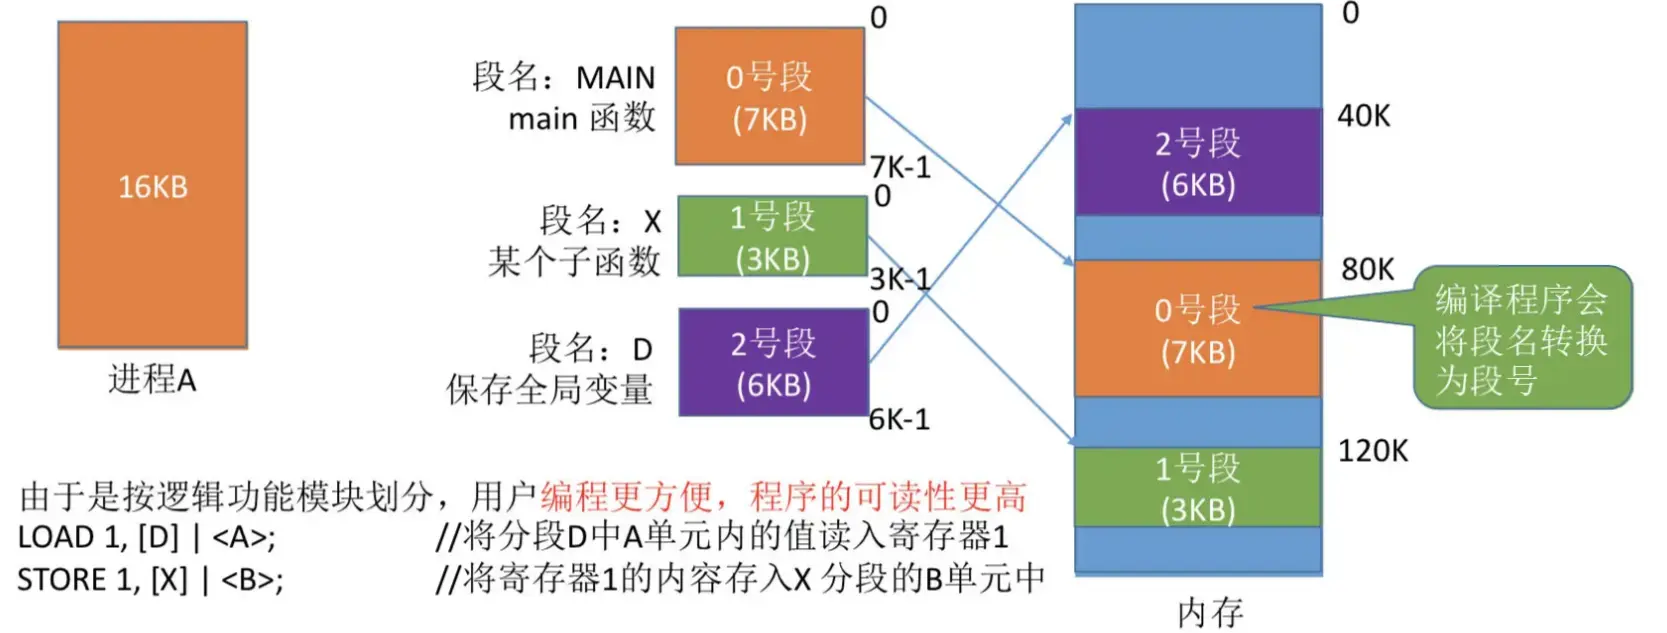 16KB
进程A
段名：MAIN
main 函数
0号段
(7KB)
0
7K-1
段名：X
某个子函数
1号段
(3KB)
0
3K-1
段名：D
保存全局变量
2号段
(6KB)
0
6K-1
0
40K
2号段
(6KB)
80K
0号段
(7KB)
120K
1号段
(3KB)
内存
编译程序会
将段名转换
为段号
由于是按逻辑功能模块划分，用户编程更方便，程序的可读性更高
LOAD 1, [D] | <A>; //将分段D中A单元内的值读入寄存器1
STORE 1, [X] | <B>; //将寄存器1的内容存入X 分段的B单元中